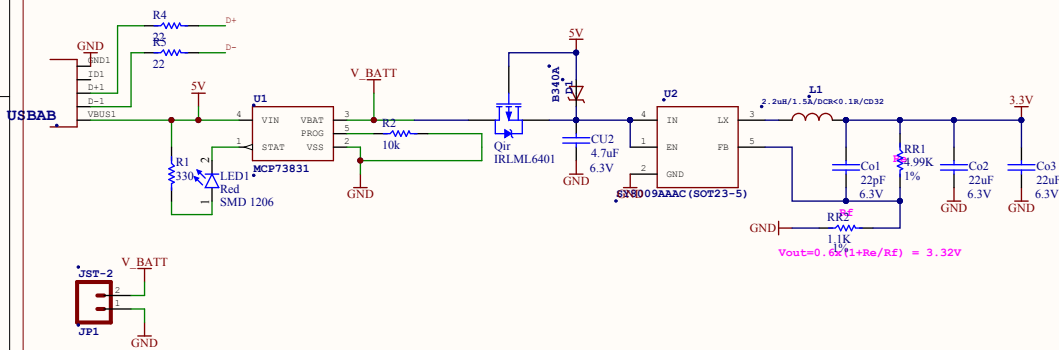 R4
D+
22
R5
D-
22
GND
GND1
ID1
D+1
D-1
VBUS1
USBAB
5V
U1
4 VIN VBAT 3
PROG 5
1 STAT VSS 2
MCP73831
R1
330
2
LED1
Red
SMD 1206
1
V_BATT
R2
10k
GND
Qir
IRLML6401
5V
B340A
D1
CU2
4.7uF
6.3V
GND
U2
4 IN LX 3
1 EN FB 5
2 GND
SY8009AAAC(SOT23-5)
L1
2.2uH/1.5A/DCR<0.1R/CD32
3.3V
RR1
4.99K
1%
Co1
22pF
6.3V
Co2
22uF
6.3V
GND
Co3
22uF
6.3V
GND
Rf
RR2
GND
1.1K
1%
Vout=0.6x(1+Re/Rf) = 3.32V
V_BATT
JST-2
2
1
JP1
GND